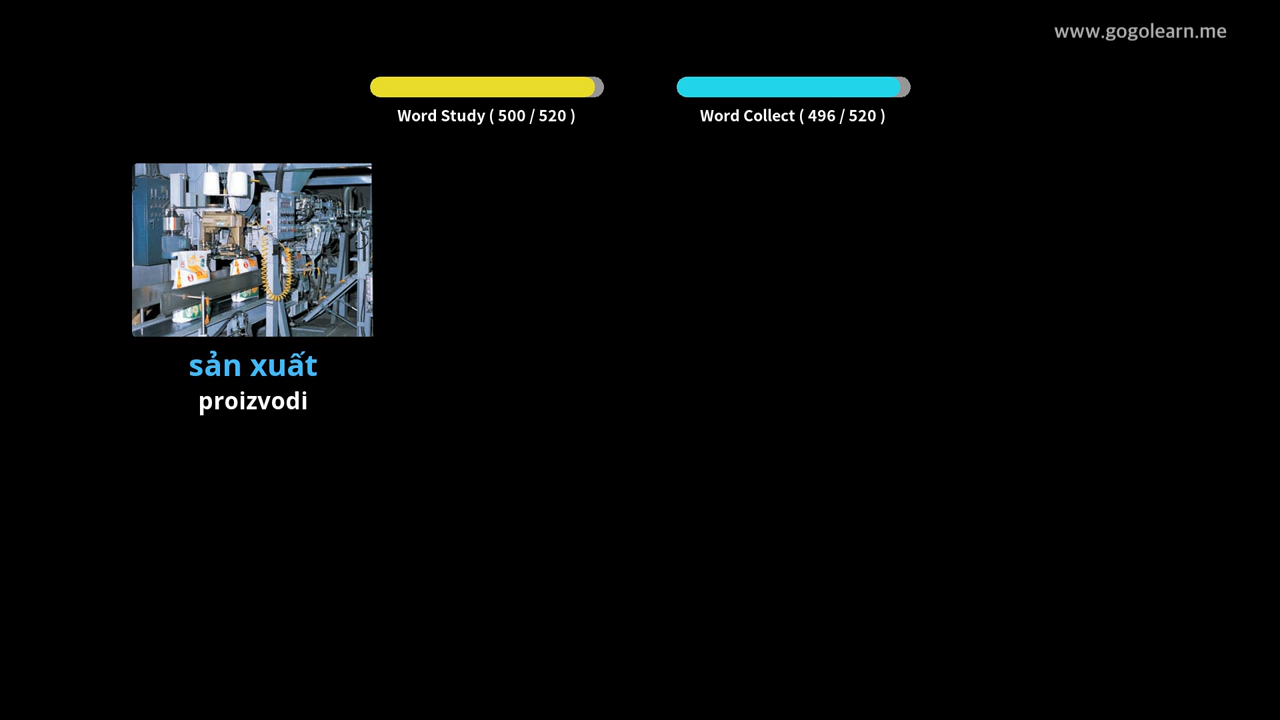 www.gogolearn.me
Word Study ( 500 / 520 )
Word Collect ( 496 / 520 )
sản xuất
proizvodi